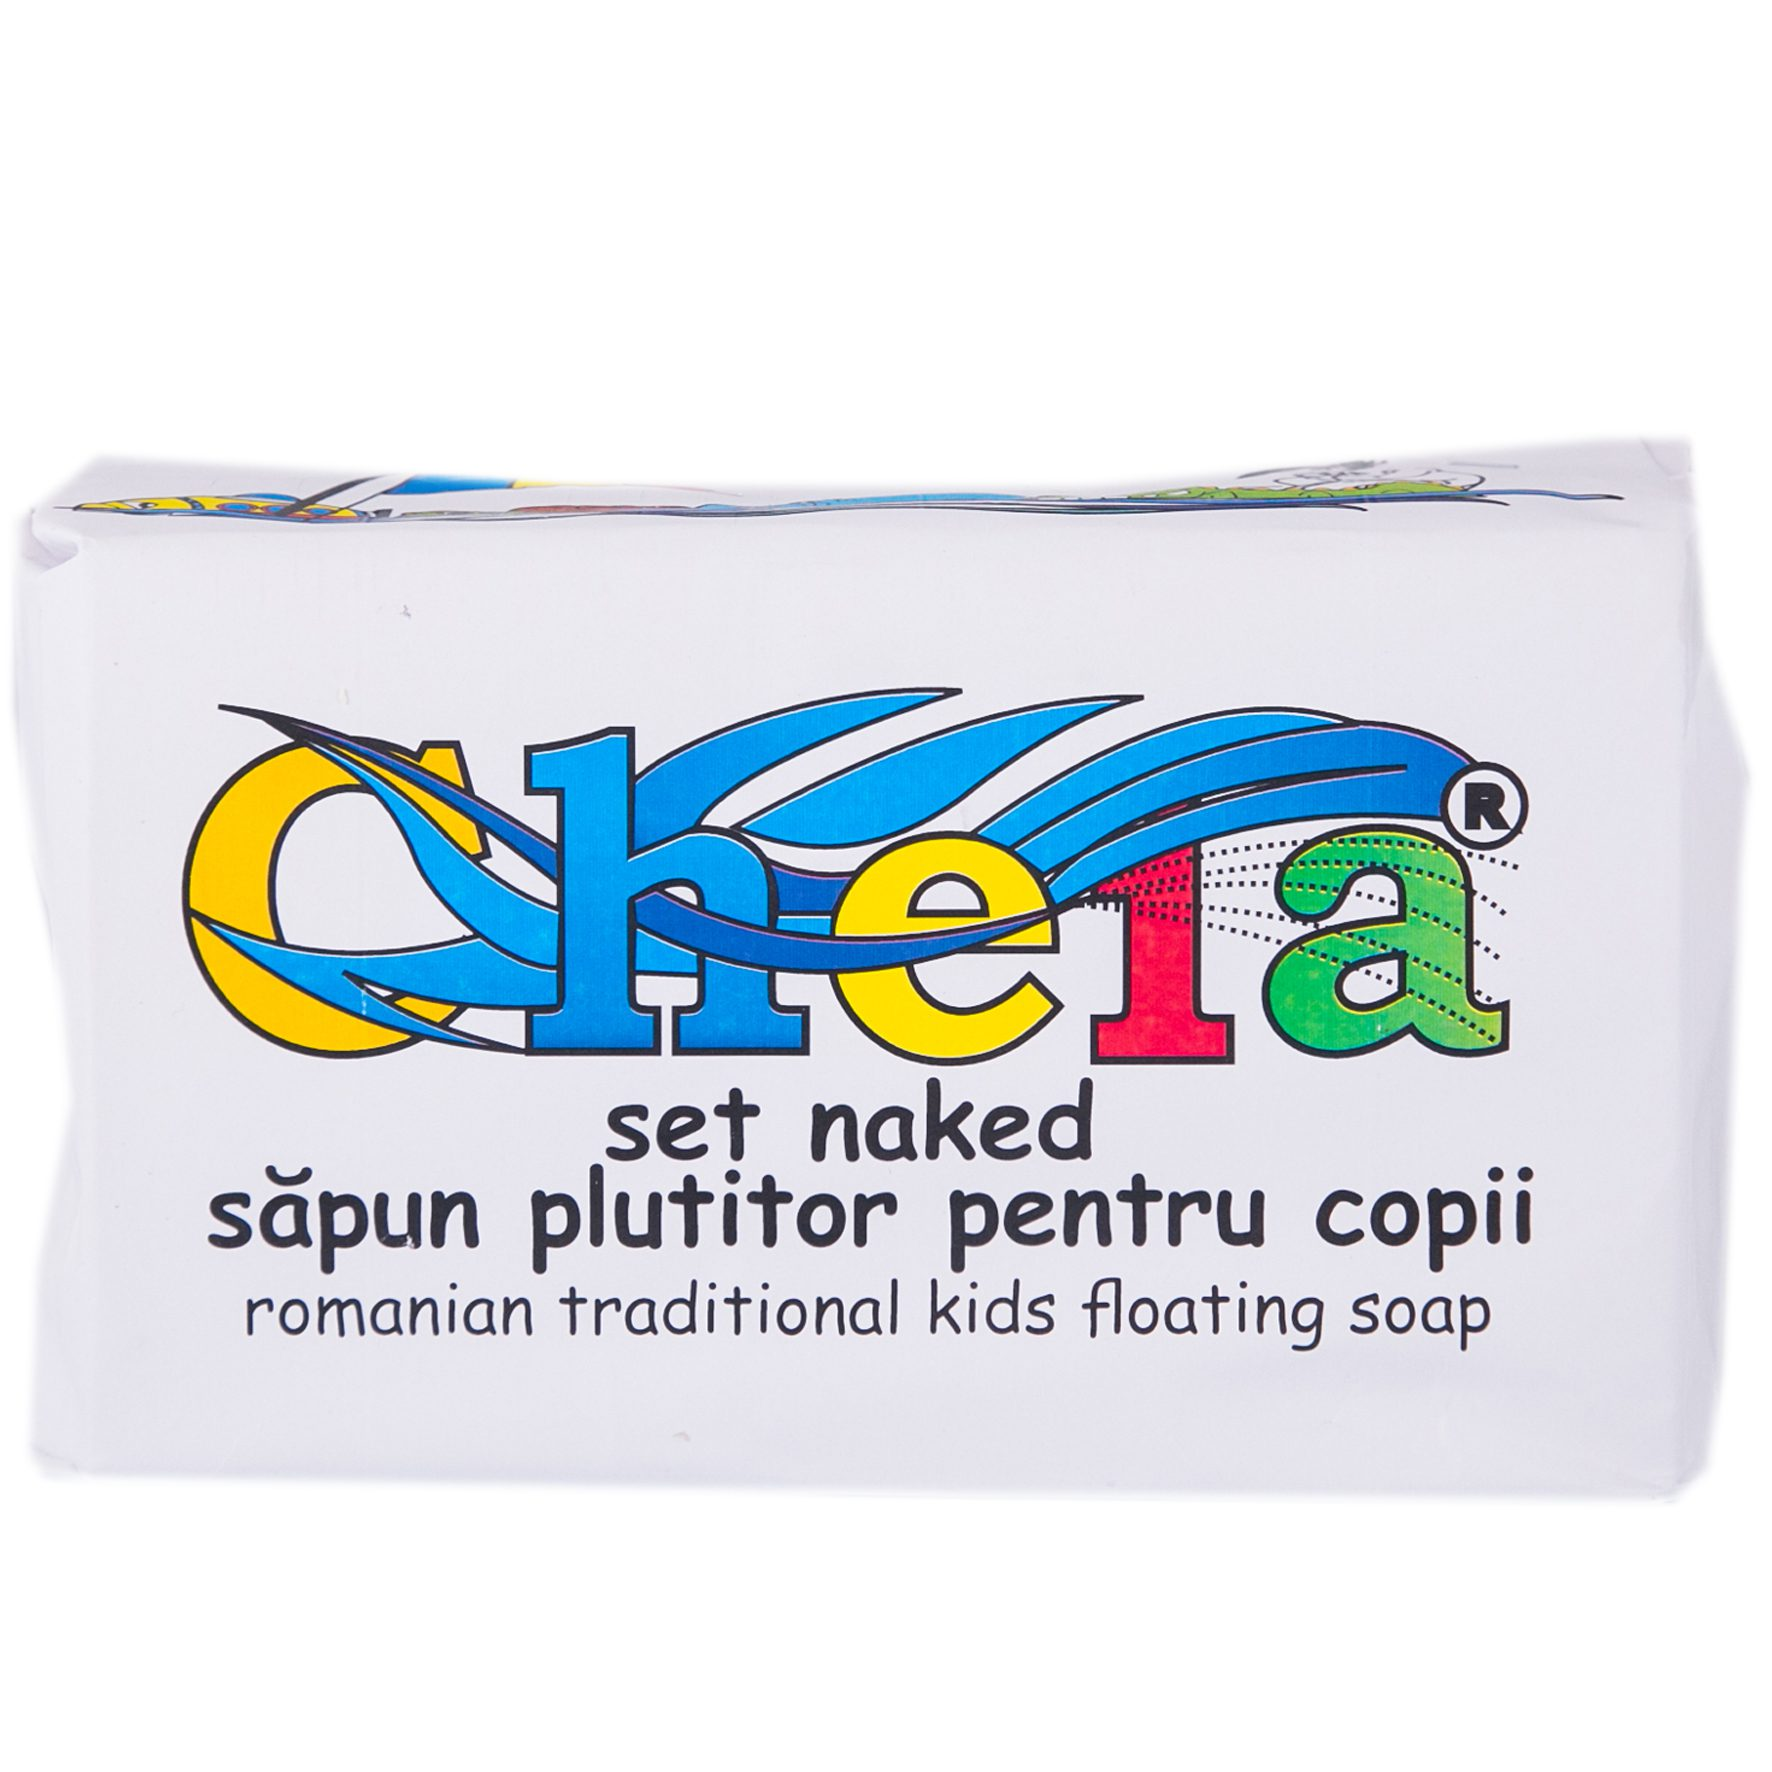 Cheia®
set naked
săpun plutitor pentru copii
romanian traditional kids floating soap